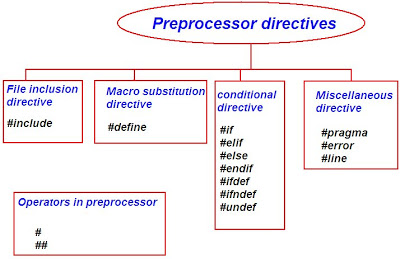 Preprocessor directives
File inclusion
directive
#include
Macro substitution
directive
#define
conditional
directive
#if
#elif
#else
#endif
#ifdef
#ifndef
#undef
Miscellaneous
directive
#pragma
#error
#line
Operators in preprocessor
#
##